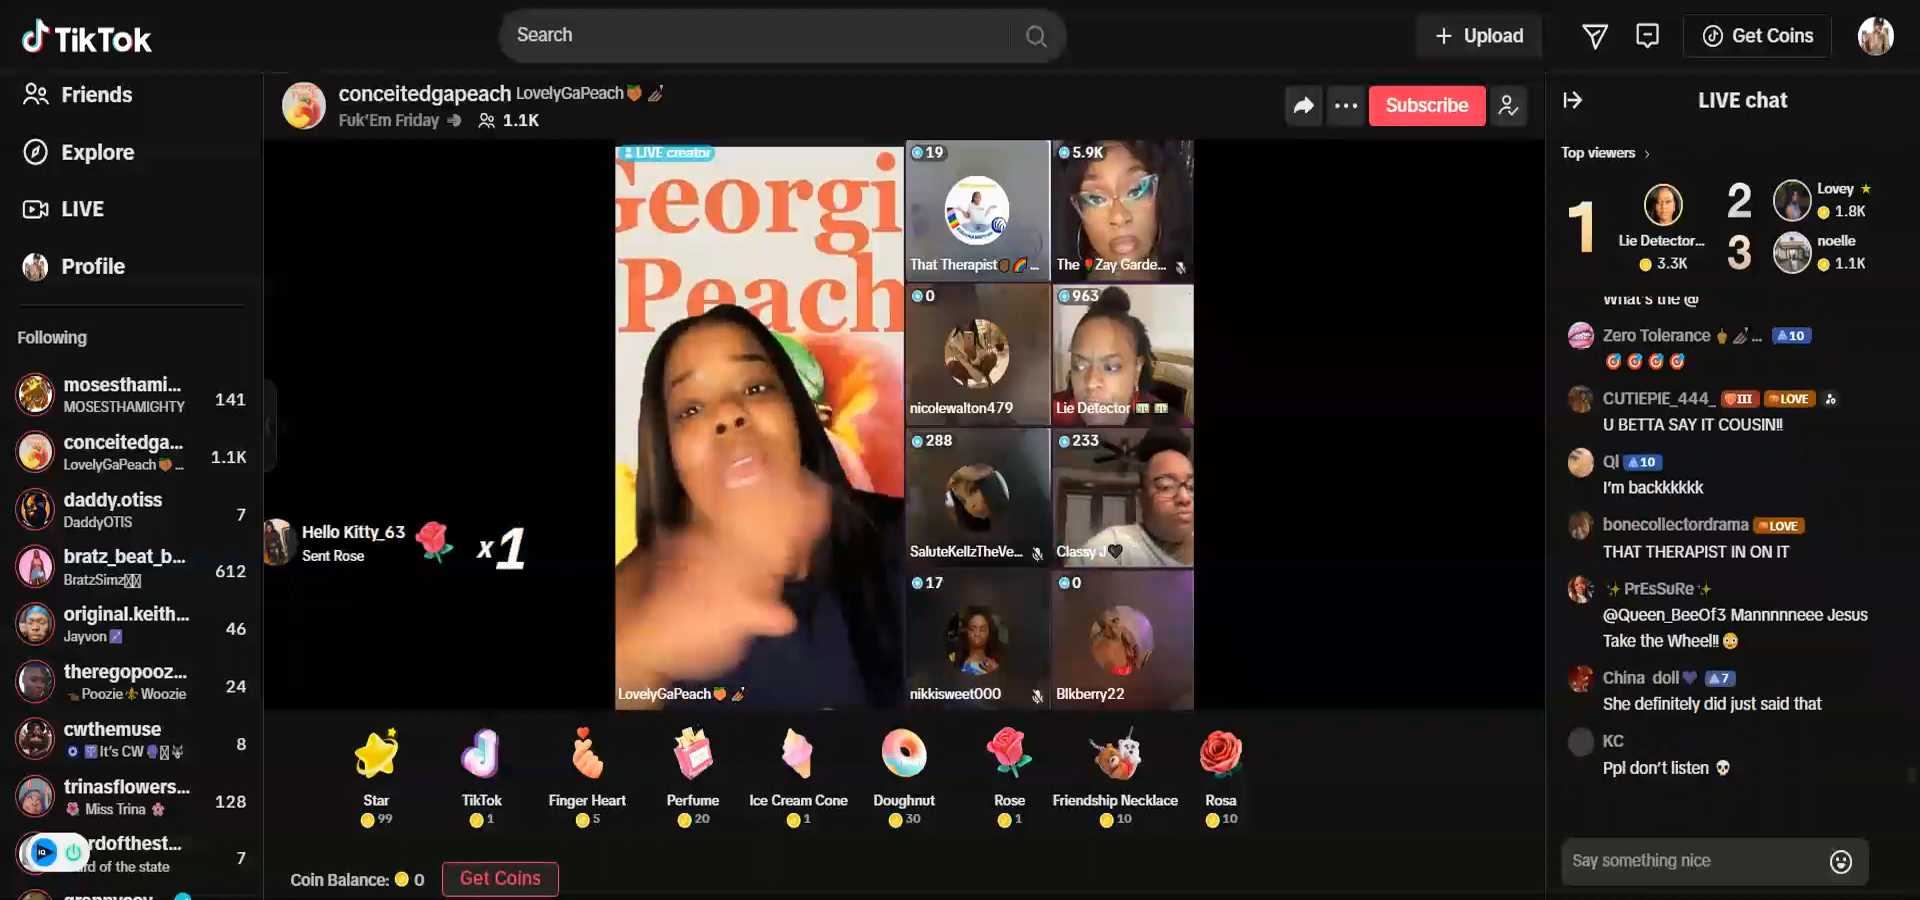 TikTok
Search
Upload
Get Coins
Friends
Explore
LIVE
Profile
Following
mosesthami...
MOSESTHAMIGHTY
141
conceitedga...
LovelyGaPeach🍑 ...
1.1K
daddy.otiss
DaddyOTIS
7
bratz_beat_b...
BratzSimz
612
original.keith...
Jayvon
46
theregopooz...
Poozie⚜Woozie
24
cwthemuse
It's CW
8
trinasflowers...
🌸 Miss Trina 🌸
128
rdofthest...
rd of the state
7
conceitedgapeach LovelyGaPeach🍑💅🏾
Fuk'Em Friday 💨 1.1K
Subscribe
LIVE creator
Georgi
Peach
LovelyGaPeach🍑💅🏾
19
That Therapist ...
5.9K
The 🌹Zay Garde...
0
nicolewalton479
963
Lie Detector
288
SaluteKellzTheVe...
233
Classy J🖤
17
nikkisweet000
0
Blkberry22
Hello Kitty_63
Sent Rose
x1
Star
99
TikTok
1
Finger Heart
5
Perfume
20
Ice Cream Cone
1
Doughnut
30
Rose
1
Friendship Necklace
10
Rosa
10
Coin Balance: 0
Get Coins
LIVE chat
Top viewers
1
Lie Detector...
3.3K
2
Lovey ⭐
1.8K
3
noelle
1.1K
What's the @
Zero Tolerance ... 10
🎯 🎯 🎯 🎯
CUTIEPIE_444_ III LOVE
U BETTA SAY IT COUSIN!!
QI 10
I'm backkkkkk
bonecollectordrama LOVE
THAT THERAPIST IN ON IT
✨PrEsSuRe✨
@Queen_BeeOf3 Mannnnneee Jesus
Take the Wheel!! 😳
China doll💜 7
She definitely did just said that
KC
Ppl don't listen 💀
Say something nice